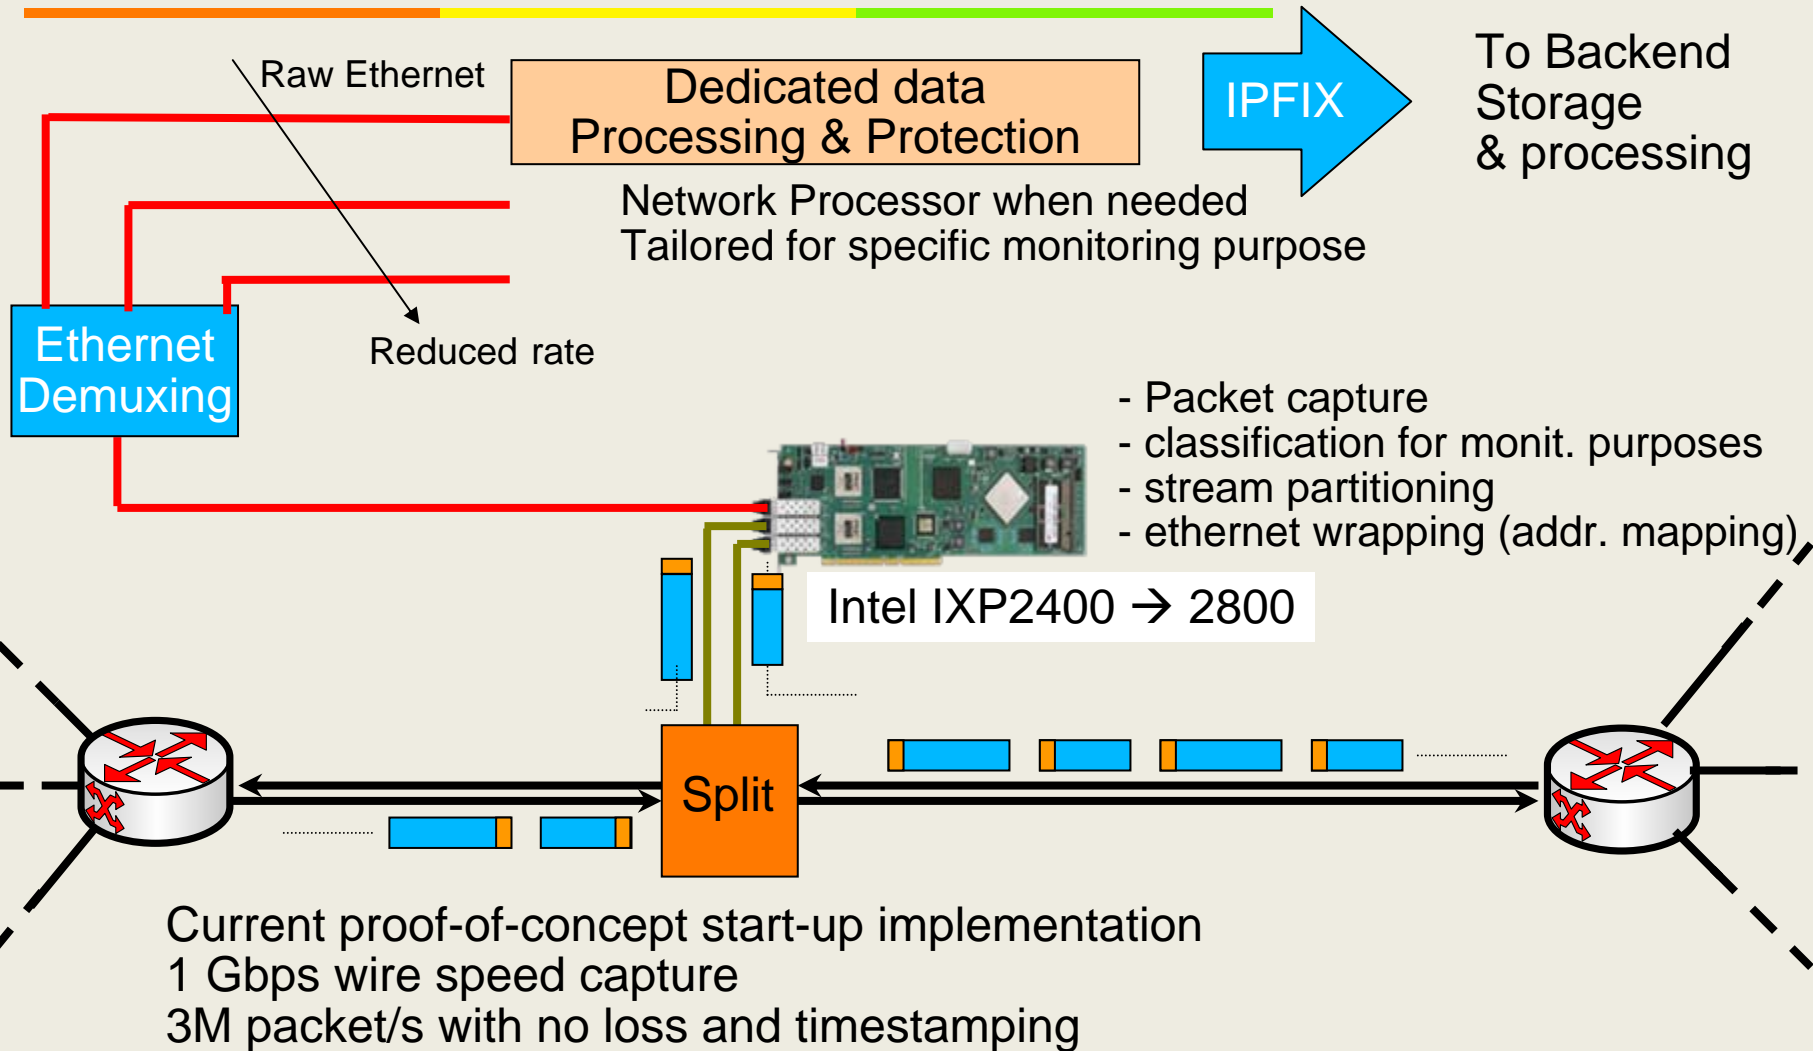 Raw Ethernet
Dedicated data
Processing & Protection
IPFIX
To Backend
Storage
& processing
Network Processor when needed
Tailored for specific monitoring purpose
Ethernet
Demuxing
Reduced rate
- Packet capture
- classification for monit. purposes
- stream partitioning
- ethernet wrapping (addr. mapping)
Intel IXP2400 → 2800
Split
Current proof-of-concept start-up implementation
1 Gbps wire speed capture
3M packet/s with no loss and timestamping